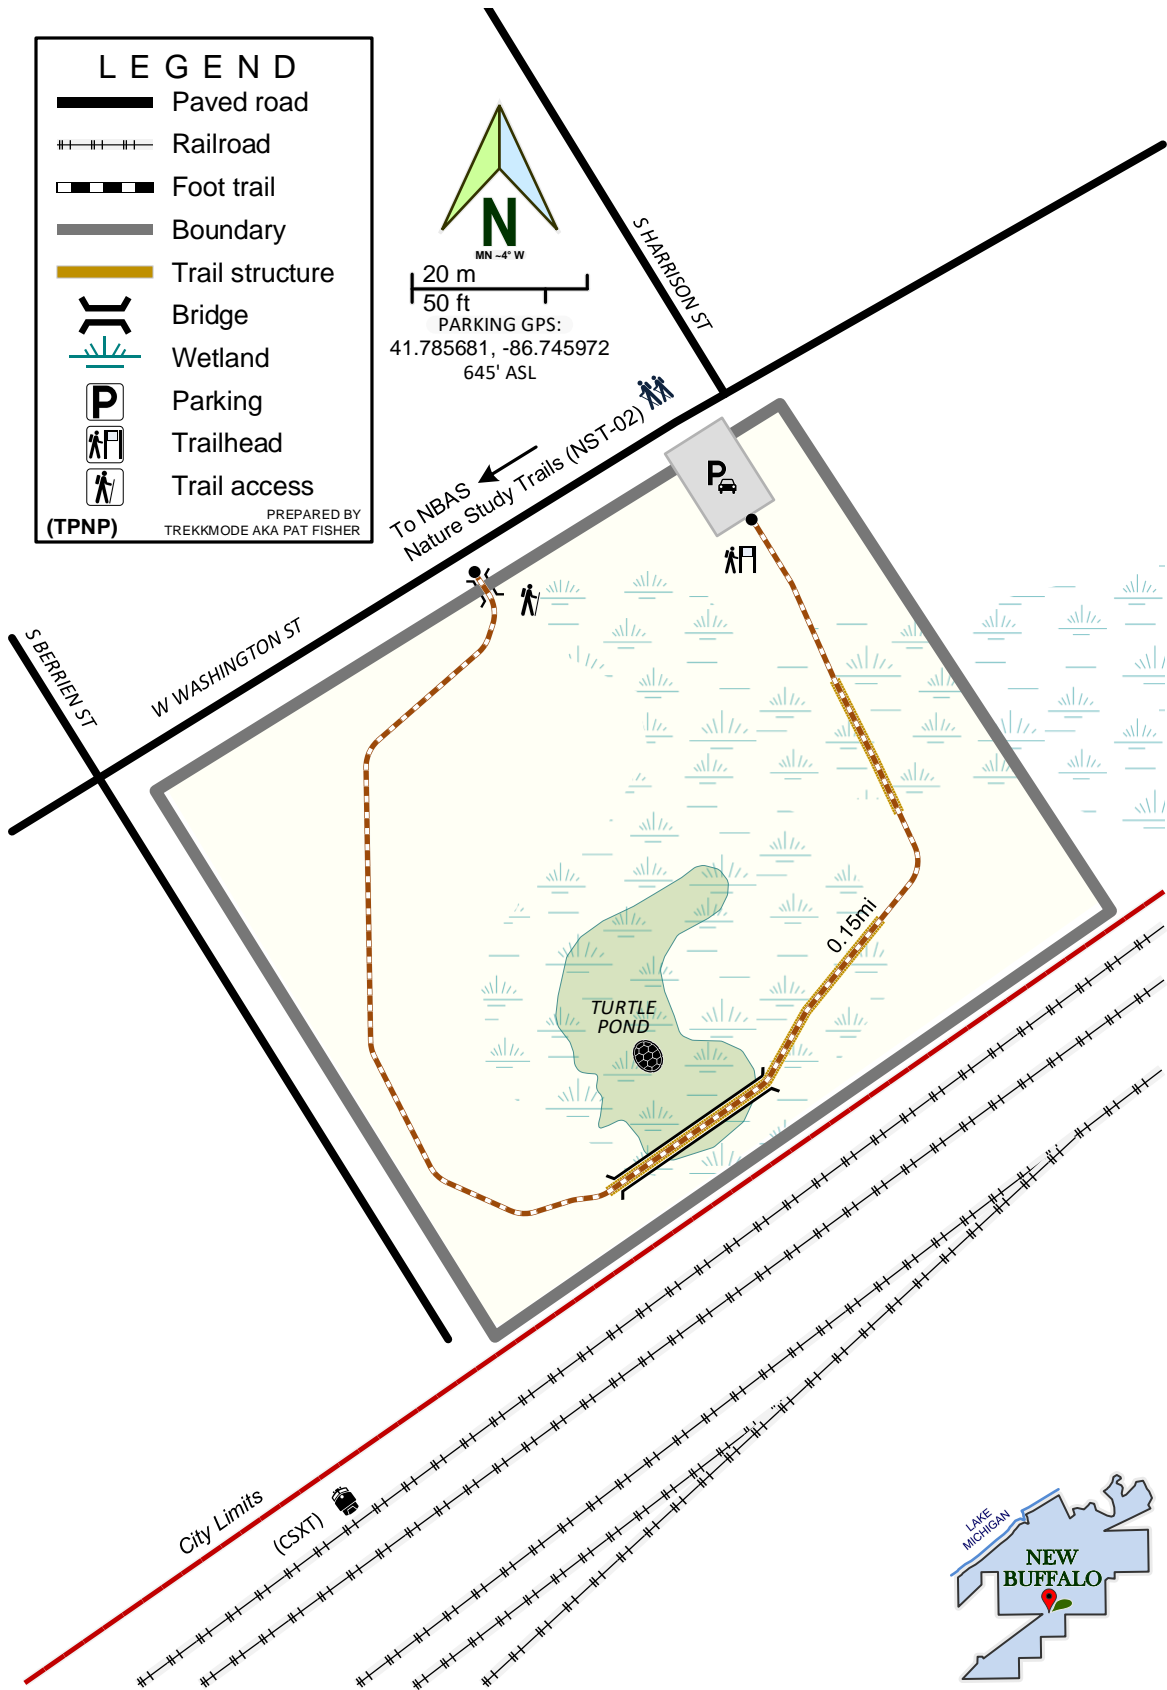 LEGEND
Paved road
Railroad
Foot trail
Boundary
Trail structure
Bridge
Wetland
P
Parking
Trailhead
Trail access
(TPNP)
PREPARED BY
TREKKMODE AKA PAT FISHER
N
MN ~4° W
20 m
50 ft
PARKING GPS:
41.785681, -86.745972
645' ASL
S HARRISON ST
To NBAS
Nature Study Trails (NST-02)
P
W WASHINGTON ST
S BERRIEN ST
0.15mi
TURTLE
POND
City Limits
(CSXT)
LAKE
MICHIGAN
NEW
BUFFALO